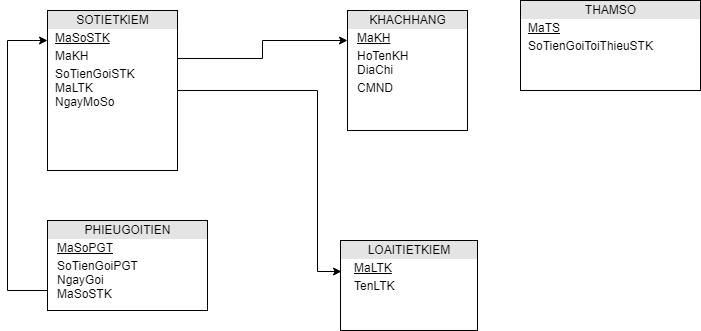 SOTIETKIEM
MaSoSTK
MaKH
SoTienGoiSTK
MaLTK
NgayMoSo
KHACHHANG
MaKH
HoTenKH
DiaChi
CMND
THAMSO
MaTS
SoTienGoiToiThieuSTK
PHIEUGOITIEN
MaSoPGT
SoTienGoiPGT
NgayGoi
MaSoSTK
LOAITIETKIEM
MaLTK
TenLTK